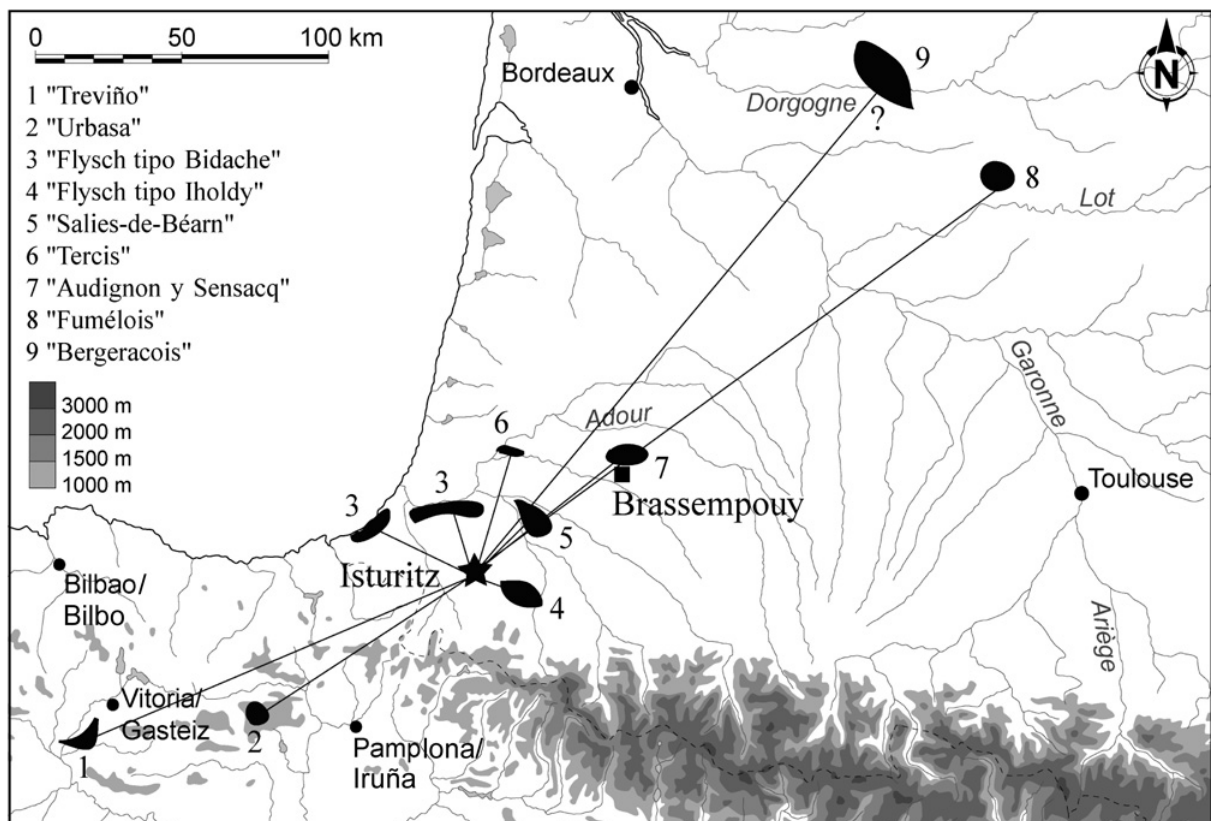 0 50 100 km
1 "Treviño"
2 "Urbasa"
3 "Flysch tipo Bidache"
4 "Flysch tipo Iholdy"
5 "Salies-de-Béarn"
6 "Tercis"
7 "Audignon y Sensacq"
8 "Fumélois"
9 "Bergeracois"
3000 m
2000 m
1500 m
1000 m
N
Bordeaux
Dorgogne
9
?
8
Lot
Garonne
Adour
6
7
Toulouse
Brassempouy
3
3
5
Isturitz
4
Bilbao/
Bilbo
Ariège
Vitoria/
Gasteiz
2
1
Pamplona/
Iruña